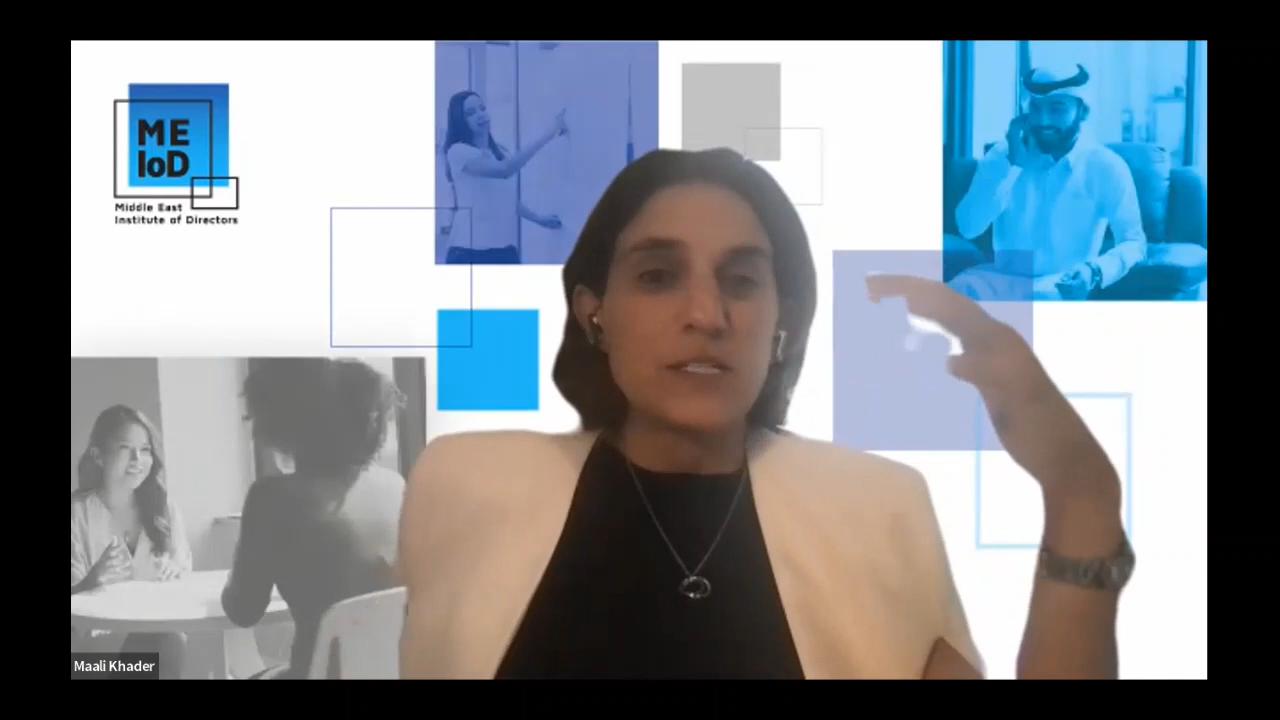 ME
IoD
Middle East
Institute of Directors
Maali Khader